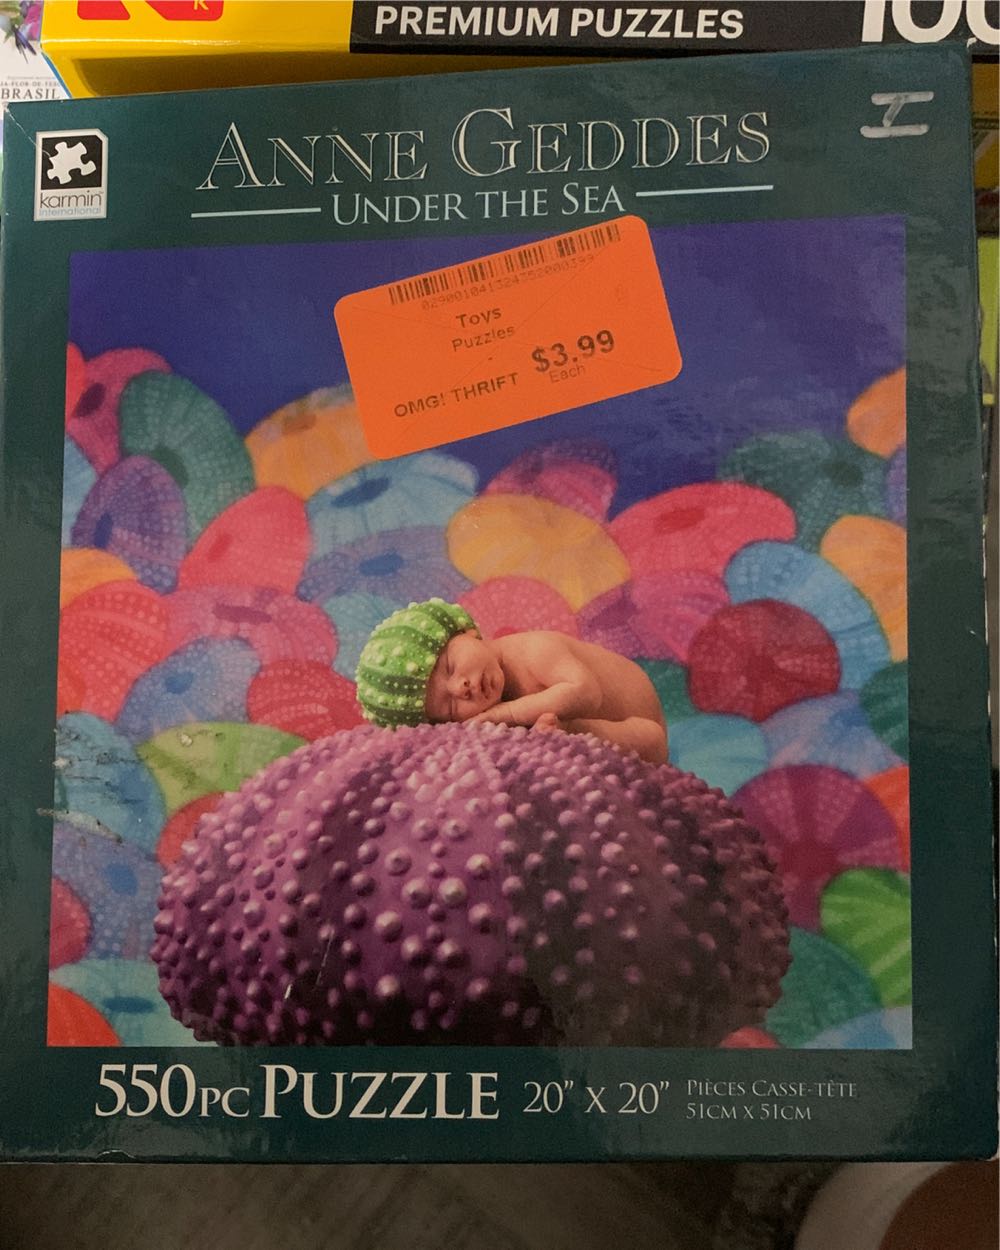 K
PREMIUM PUZZLES
100
BRASIL
ANNE GEDDES
UNDER THE SEA
karmin
international
Toys
Puzzles
$3.99
Each
OMG! THRIFT
550PC PUZZLE 20" X 20" PIÈCES CASSE-TÊTE
51CM X 51CM